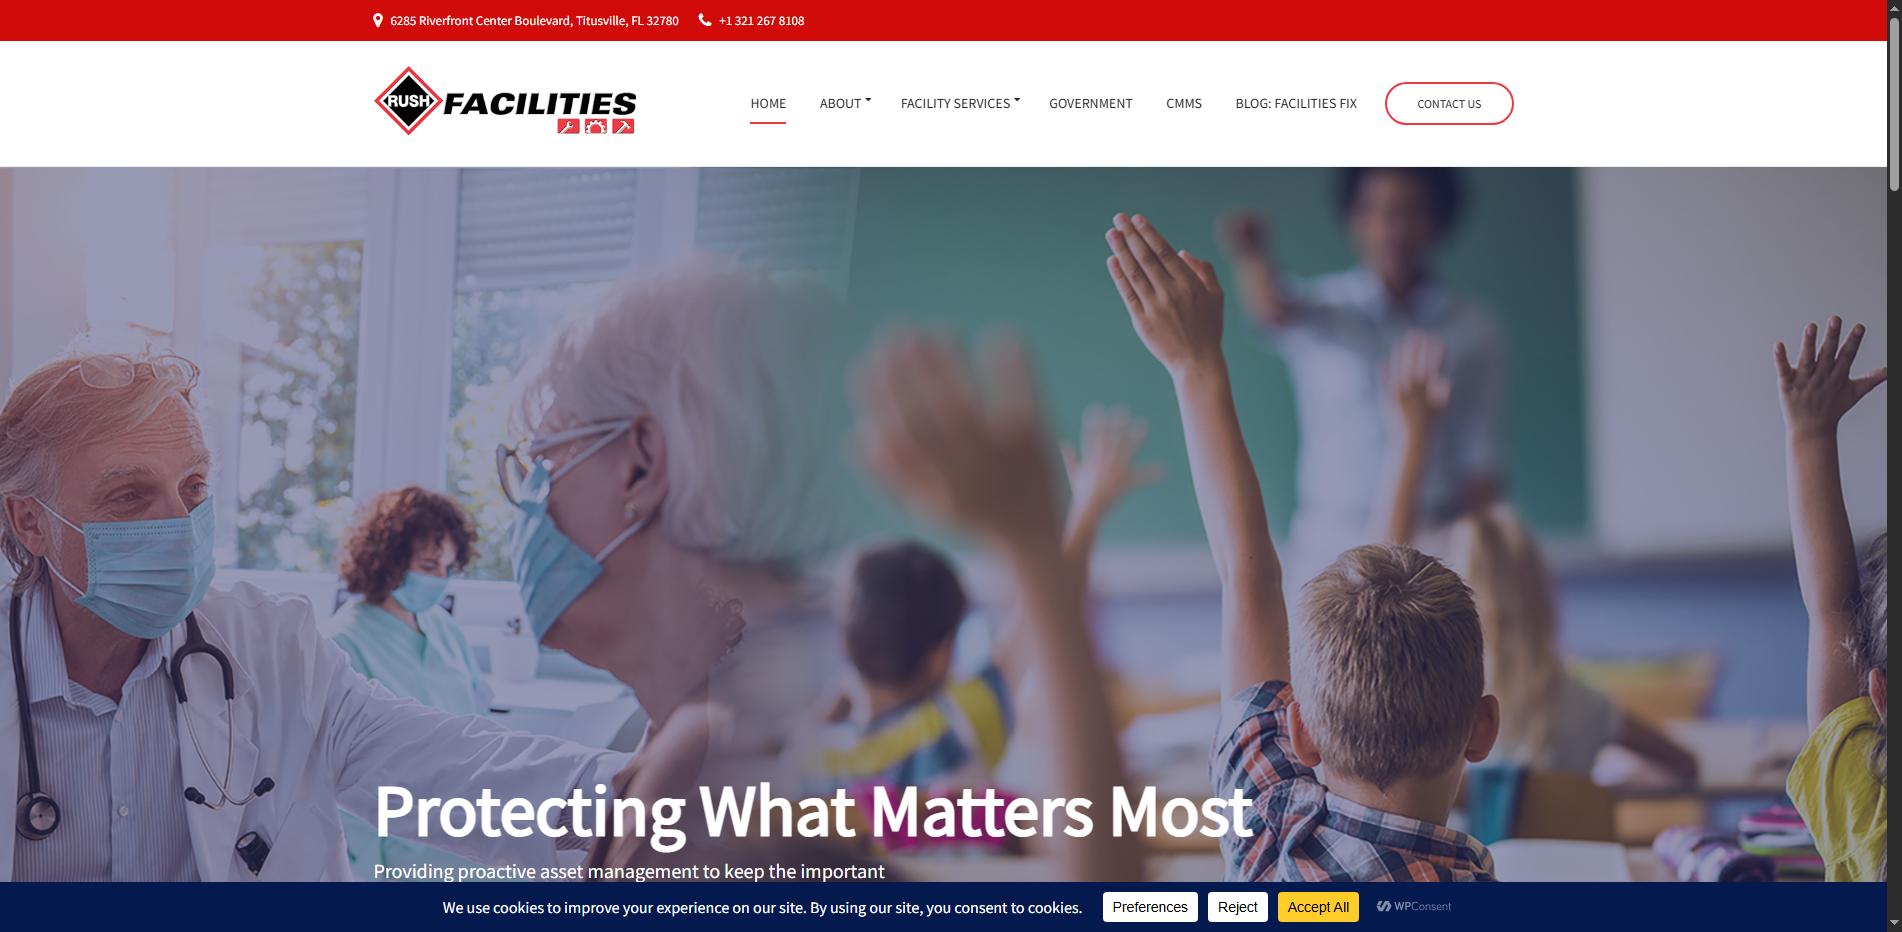 6285 Riverfront Center Boulevard, Titusville, FL 32780 +1 321 267 8108
RUSH FACILITIES
HOME ABOUT FACILITY SERVICES GOVERNMENT CMMS BLOG: FACILITIES FIX CONTACT US
Protecting What Matters Most
Providing proactive asset management to keep the important
We use cookies to improve your experience on our site. By using our site, you consent to cookies. Preferences Reject Accept All WPConsent